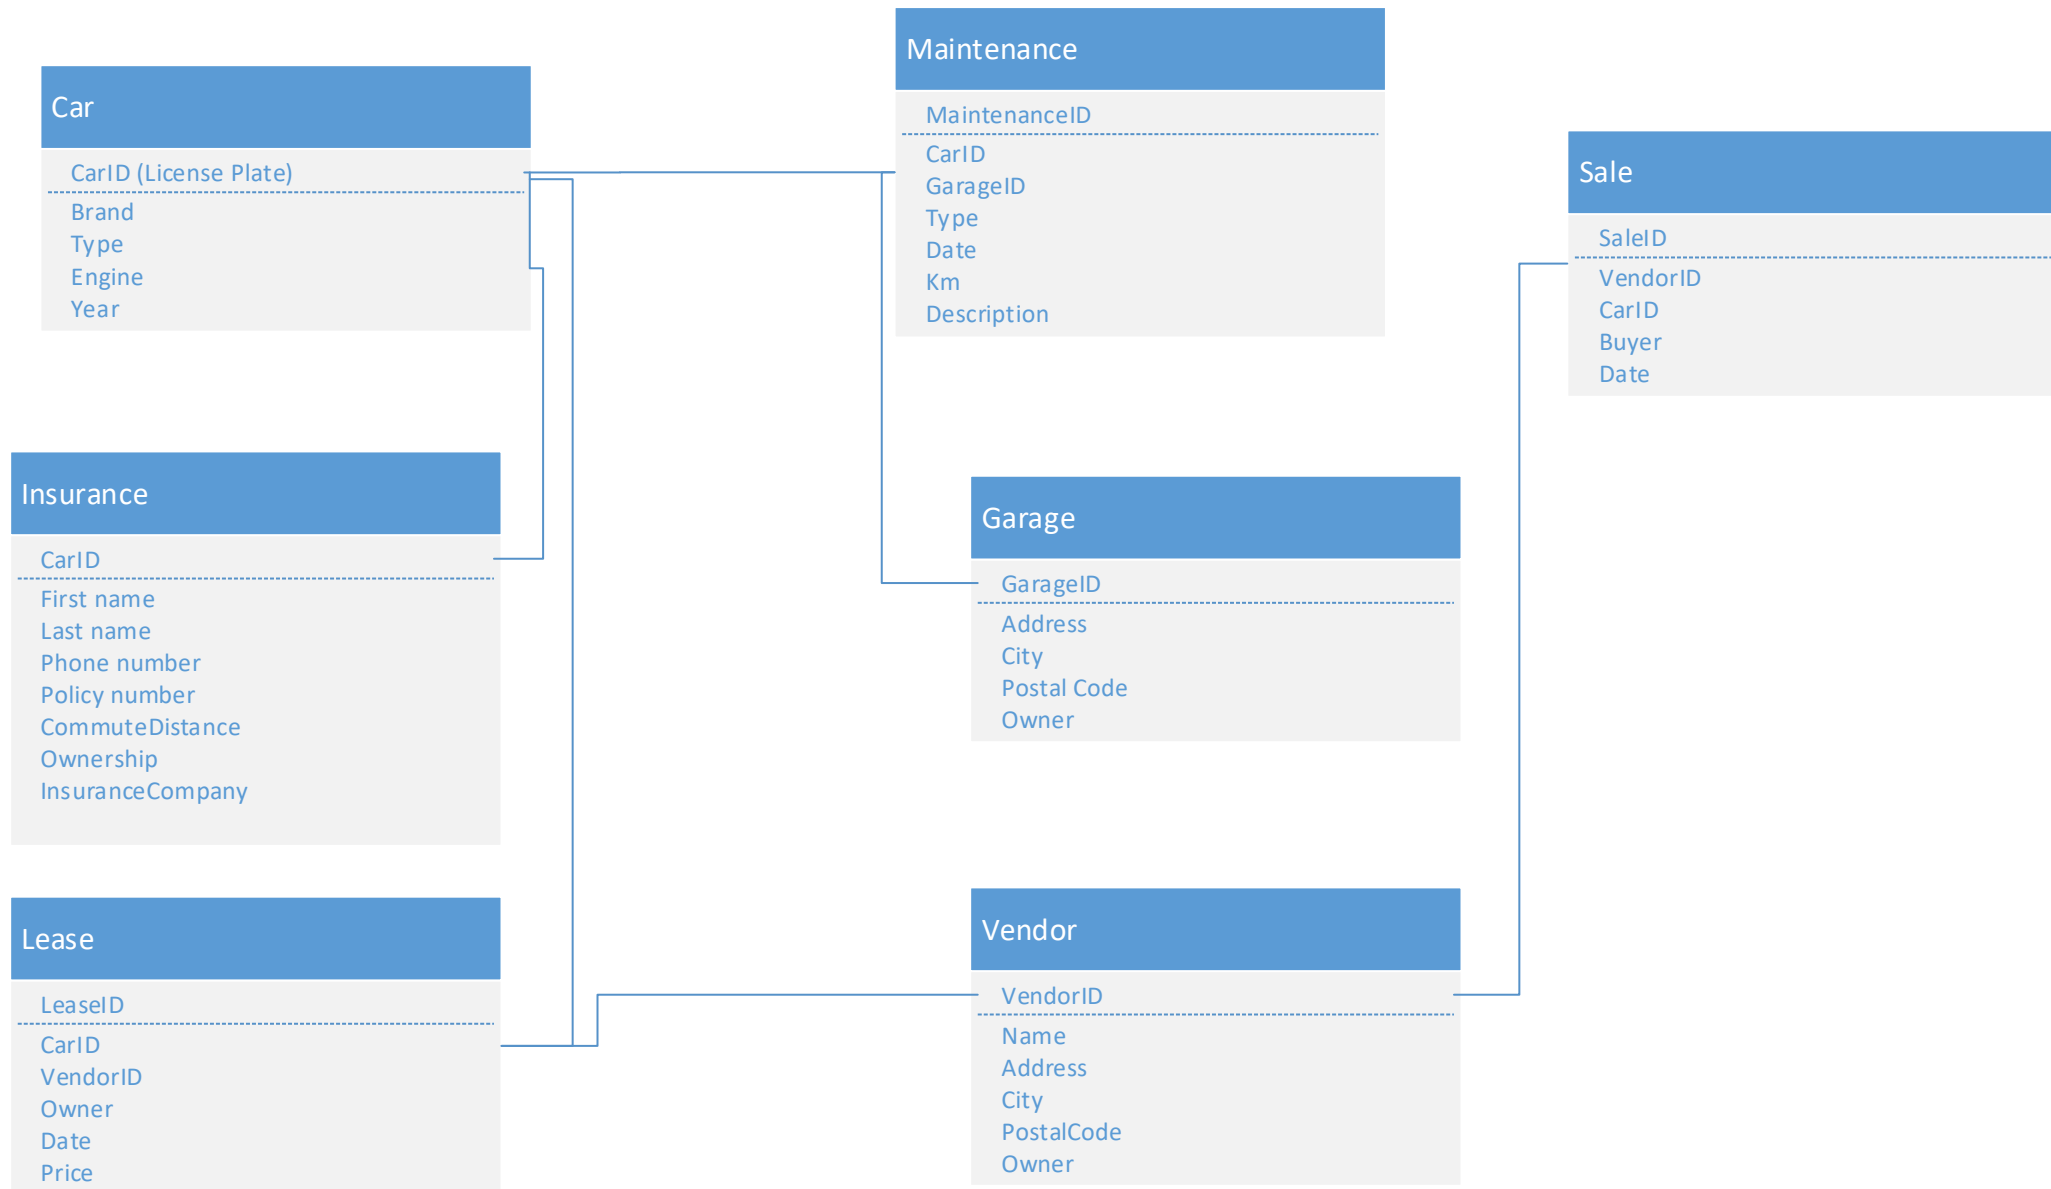 Car
CarID (License Plate)
Brand
Type
Engine
Year
Maintenance
MaintenanceID
CarID
GarageID
Type
Date
Km
Description
Sale
SaleID
VendorID
CarID
Buyer
Date
Insurance
CarID
First name
Last name
Phone number
Policy number
CommuteDistance
Ownership
InsuranceCompany
Garage
GarageID
Address
City
Postal Code
Owner
Lease
LeaseID
CarID
VendorID
Owner
Date
Price
Vendor
VendorID
Name
Address
City
PostalCode
Owner